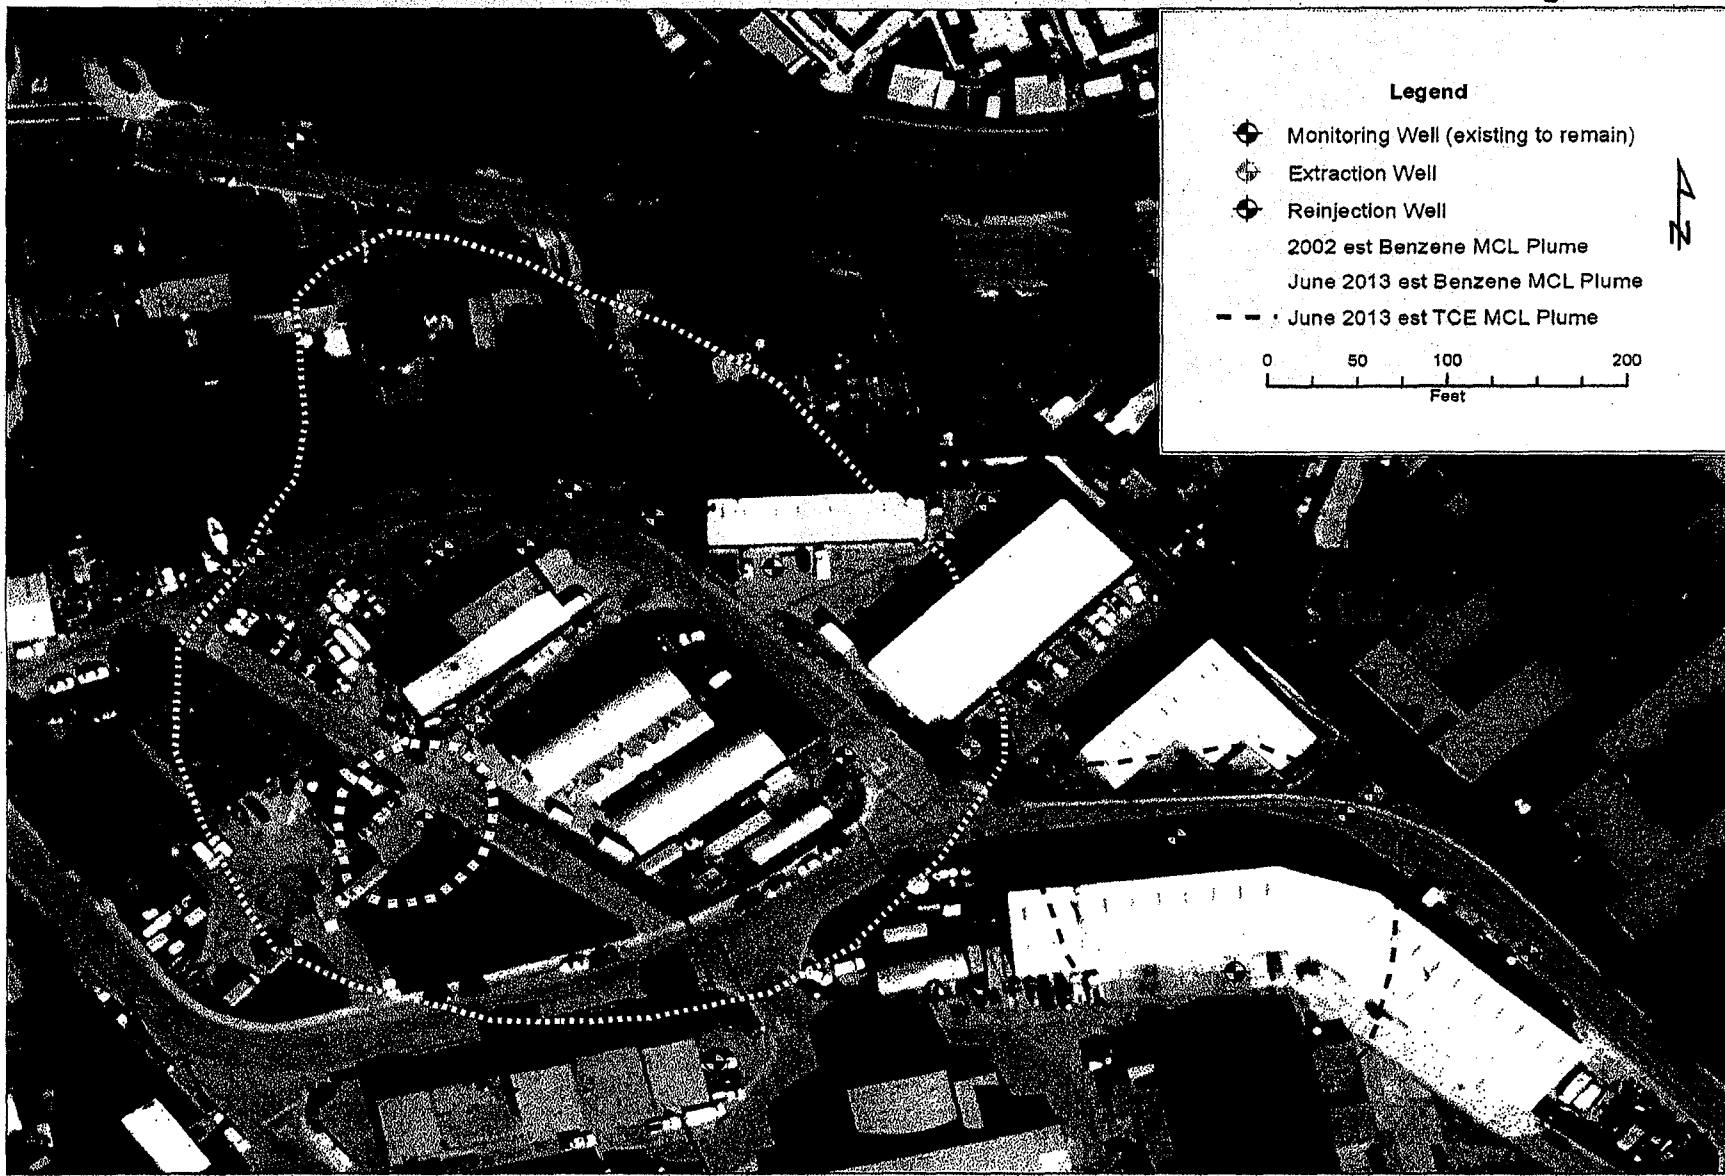 Legend
Monitoring Well (existing to remain)
Extraction Well
Reinjection Well
2002 est Benzene MCL Plume
June 2013 est Benzene MCL Plume
June 2013 est TCE MCL Plume
N
0 50 100 200
Feet